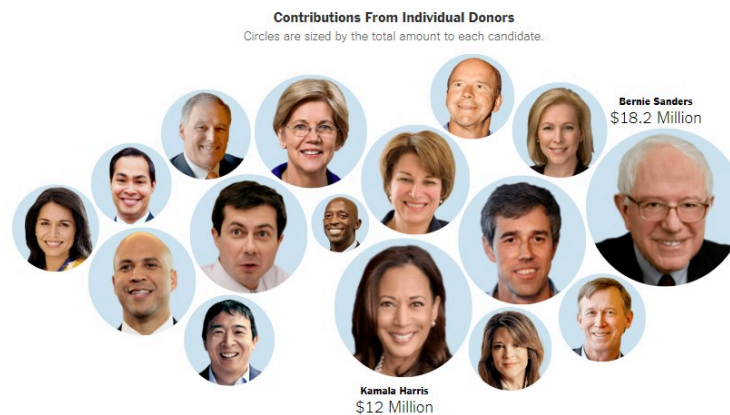 Contributions From Individual Donors
Circles are sized by the total amount to each candidate.
Bernie Sanders
$18.2 Million
Kamala Harris
$12 Million